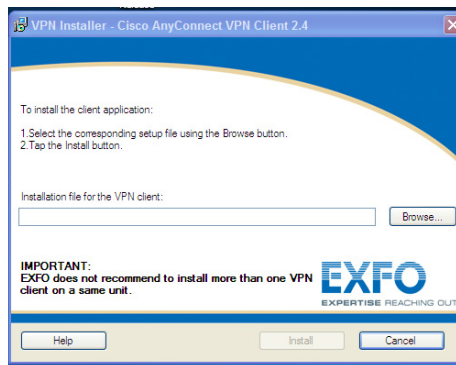 VPN Installer - Cisco AnyConnect VPN Client 2.4
To install the client application:
1.Select the corresponding setup file using the Browse button.
2.Tap the Install button.
Installation file for the VPN client:
Browse...
IMPORTANT:
EXFO does not recommend to install more than one VPN
client on a same unit.
EXFO
EXPERTISE REACHING OUT
Help
Install
Cancel